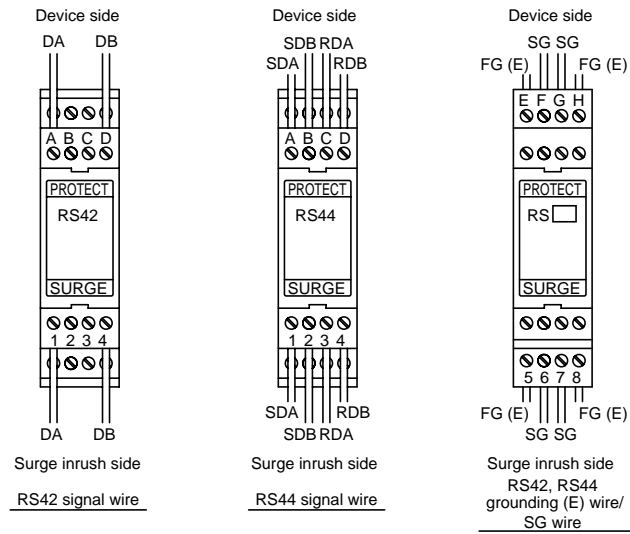 Device side
DA DB
A B C D
PROTECT
RS42
SURGE
1 2 3 4
DA DB
Surge inrush side
RS42 signal wire
Device side
SDB RDA
SDA RDB
A B C D
PROTECT
RS44
SURGE
1 2 3 4
SDA RDB
SDB RDA
Surge inrush side
RS44 signal wire
Device side
SG SG
FG (E) FG (E)
E F G H
PROTECT
RS
SURGE
5 6 7 8
FG (E) FG (E)
SG SG
Surge inrush side
RS42, RS44
grounding (E) wire/
SG wire